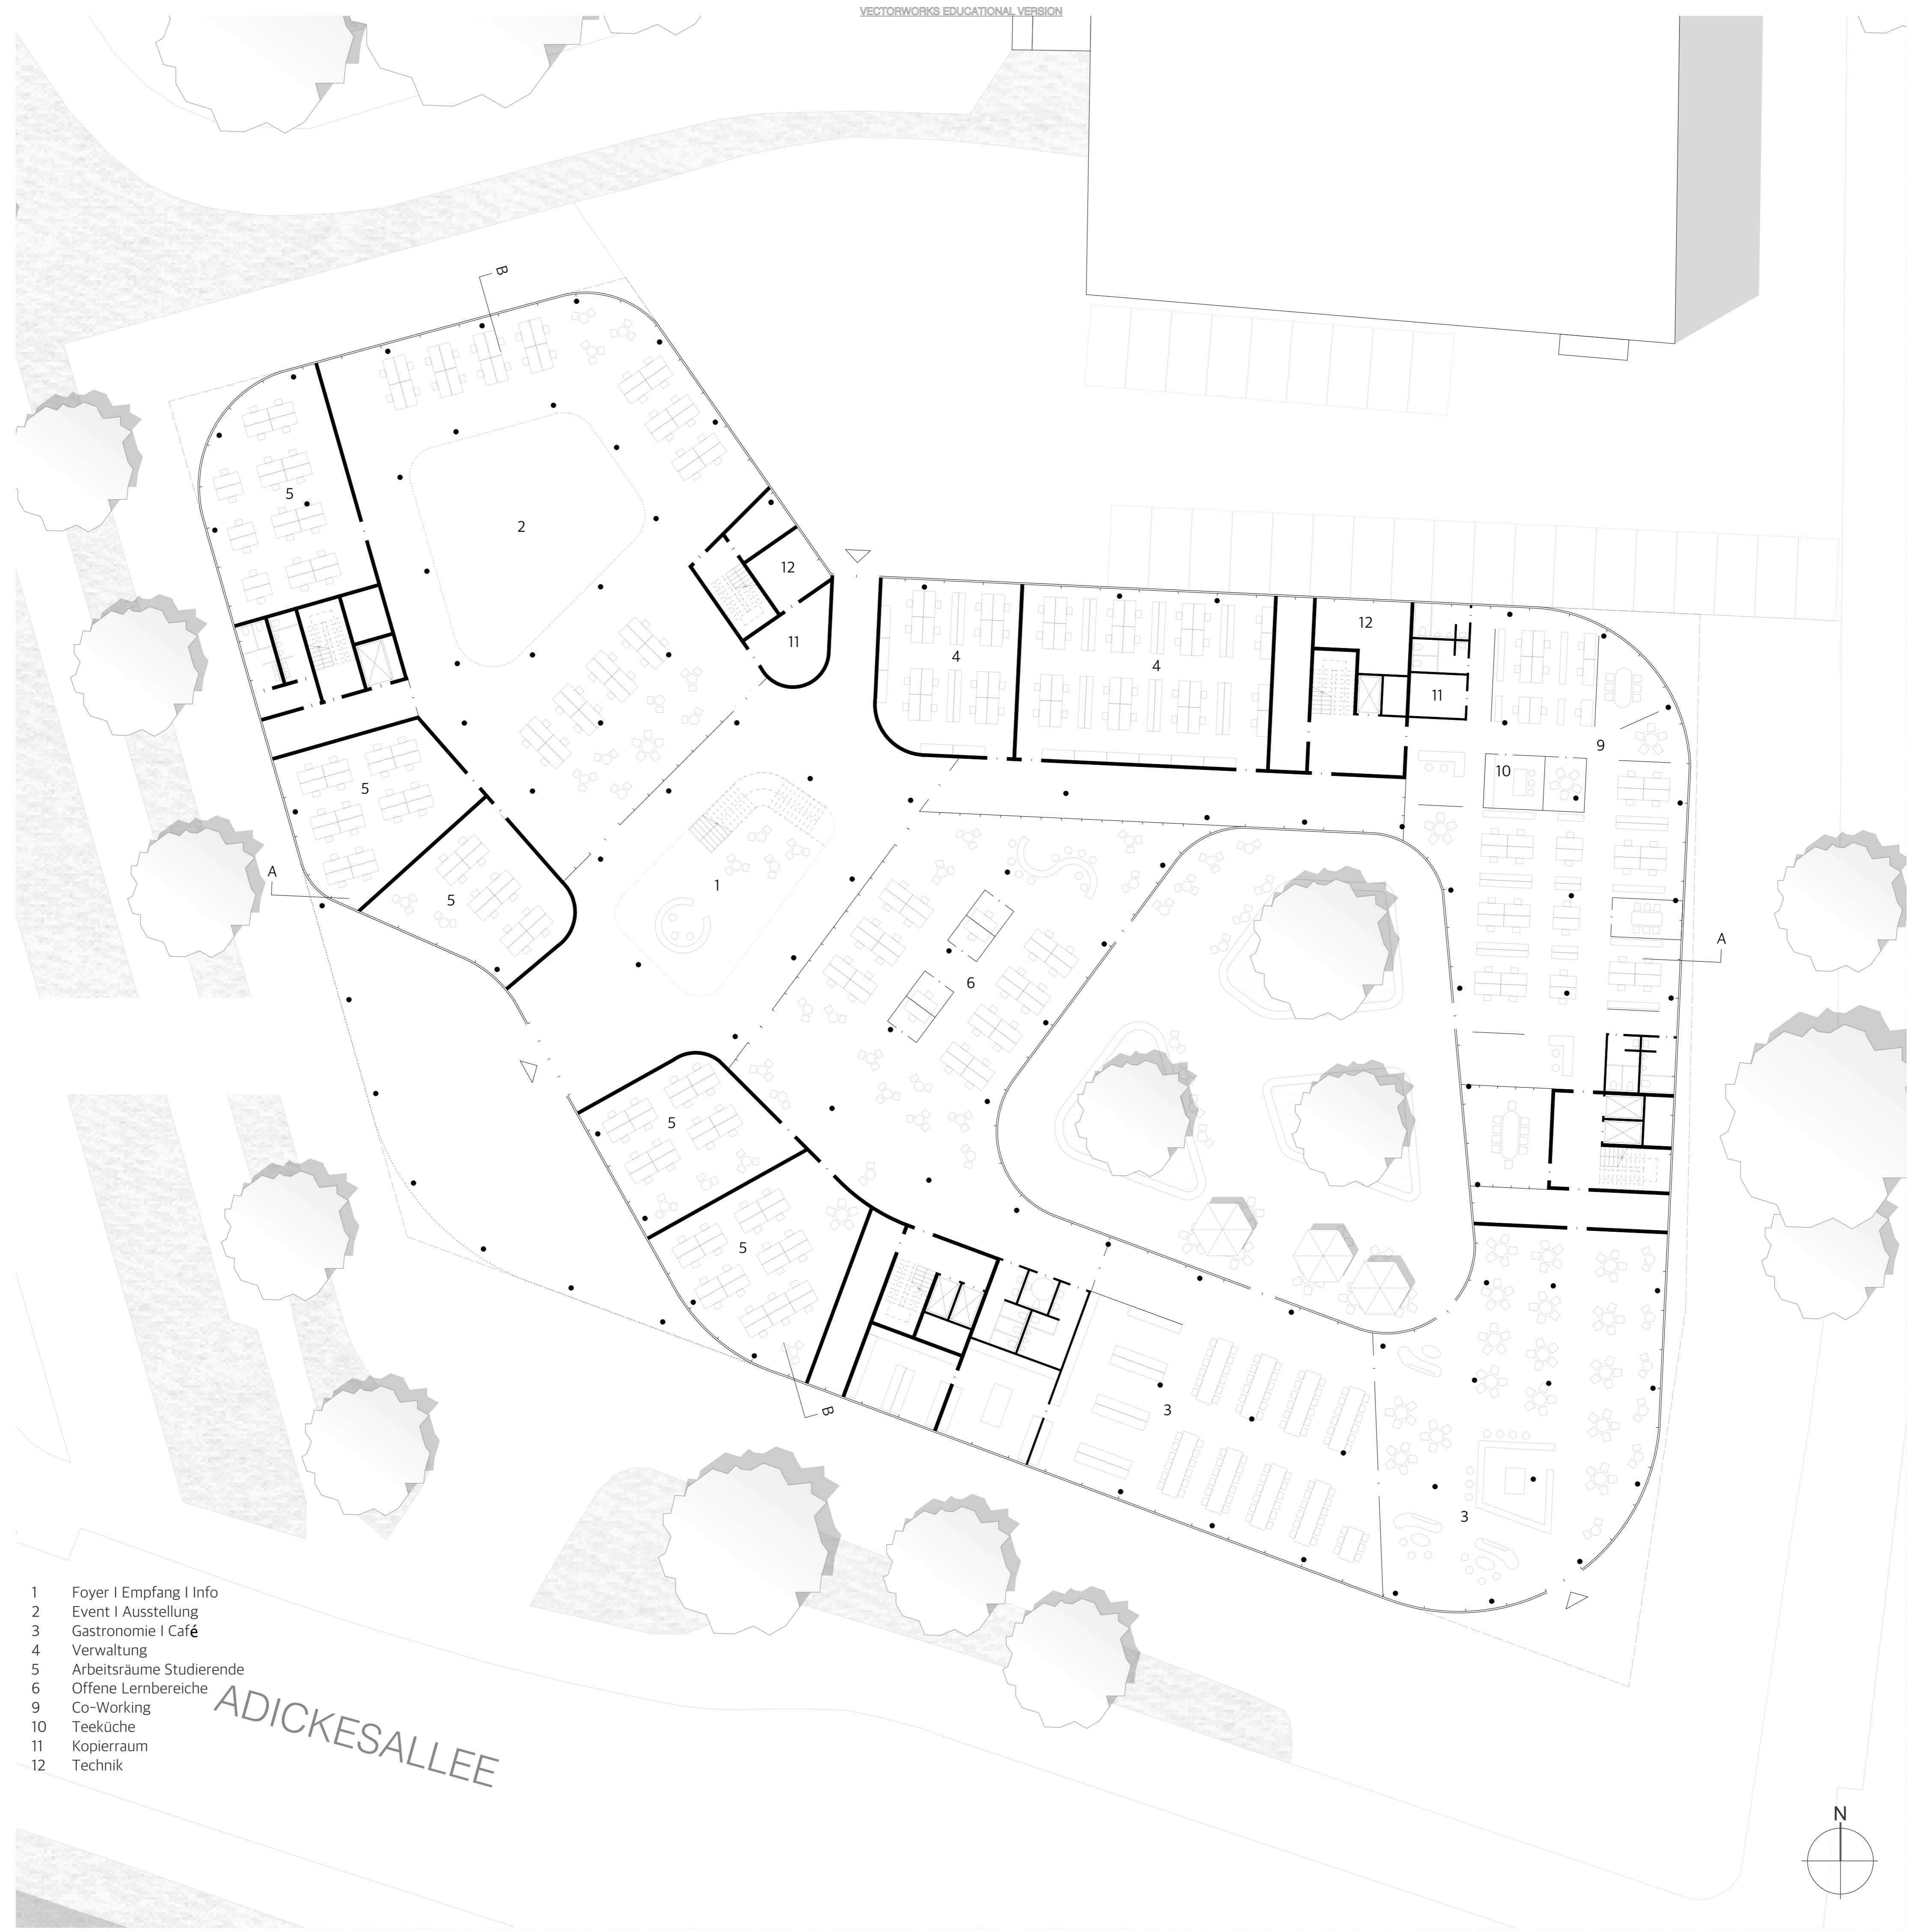 VECTORWORKS EDUCATIONAL VERSION
B
5
2
12
11
4
4
12
11
9
10
5
A
5
1
6
A
5
5
B
3
3
1 Foyer I Empfang I Info
2 Event I Ausstellung
3 Gastronomie I Café
4 Verwaltung
5 Arbeitsräume Studierende
6 Offene Lernbereiche
9 Co-Working
10 Teeküche
11 Kopierraum
12 Technik
ADICKESALLEE
N